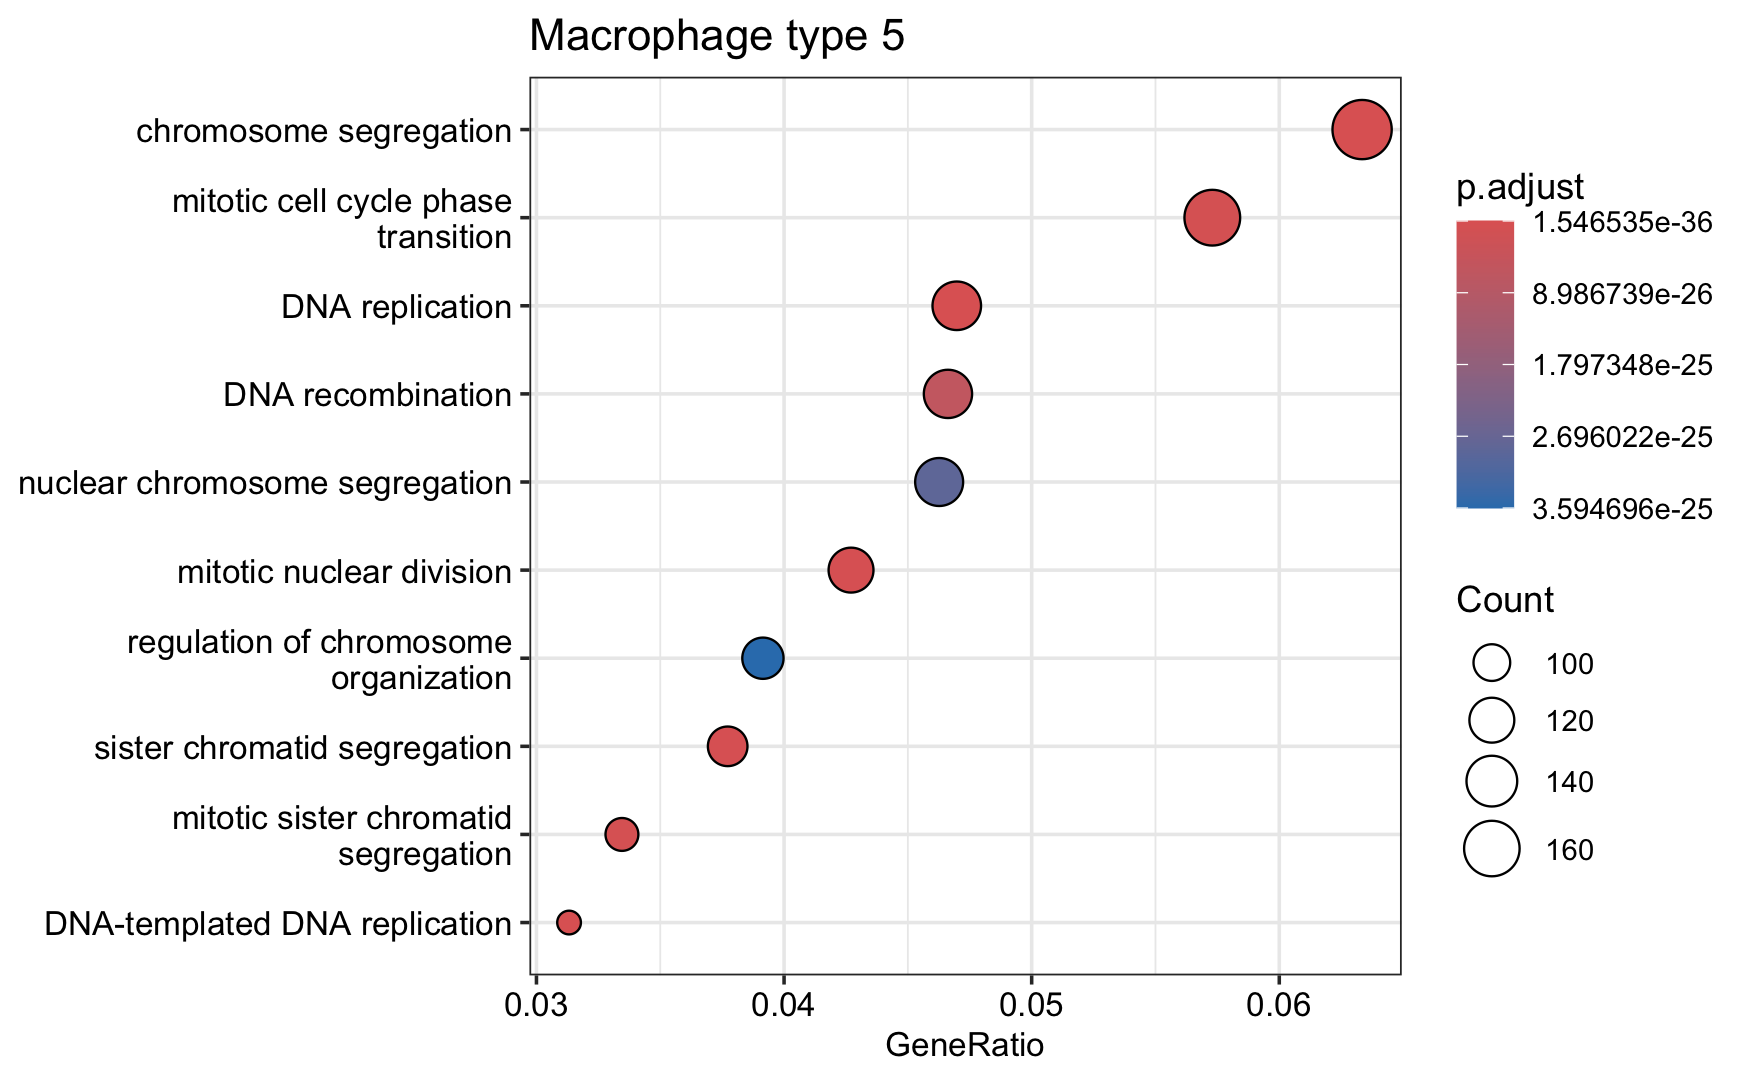 Macrophage type 5
chromosome segregation
mitotic cell cycle phase
transition
DNA replication
DNA recombination
nuclear chromosome segregation
mitotic nuclear division
regulation of chromosome
organization
sister chromatid segregation
mitotic sister chromatid
segregation
DNA-templated DNA replication
0.03 0.04 0.05 0.06
GeneRatio
p.adjust
1.546535e-36
8.986739e-26
1.797348e-25
2.696022e-25
3.594696e-25
Count
100
120
140
160